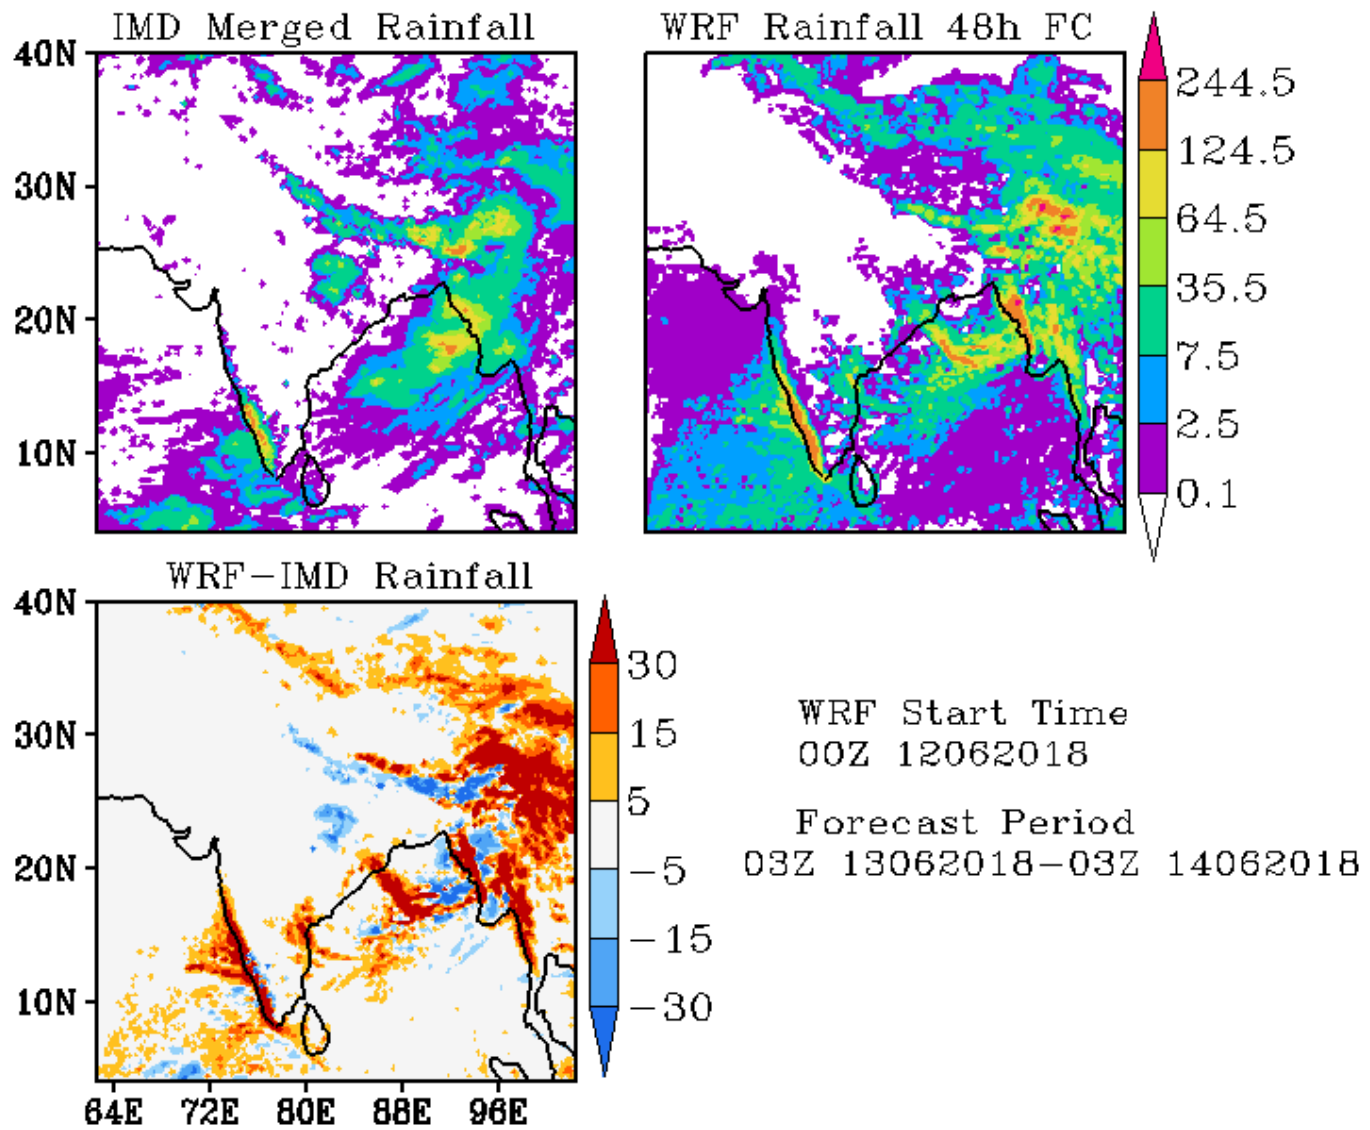 IMD Merged Rainfall
WRF Rainfall 48h FC
40N
30N
20N
10N
244.5
124.5
64.5
35.5
7.5
2.5
0.1
WRF-IMD Rainfall
40N
30N
20N
10N
64E 72E 80E 88E 96E
30
15
5
-5
-15
-30
WRF Start Time
00Z 12062018
Forecast Period
03Z 13062018-03Z 14062018